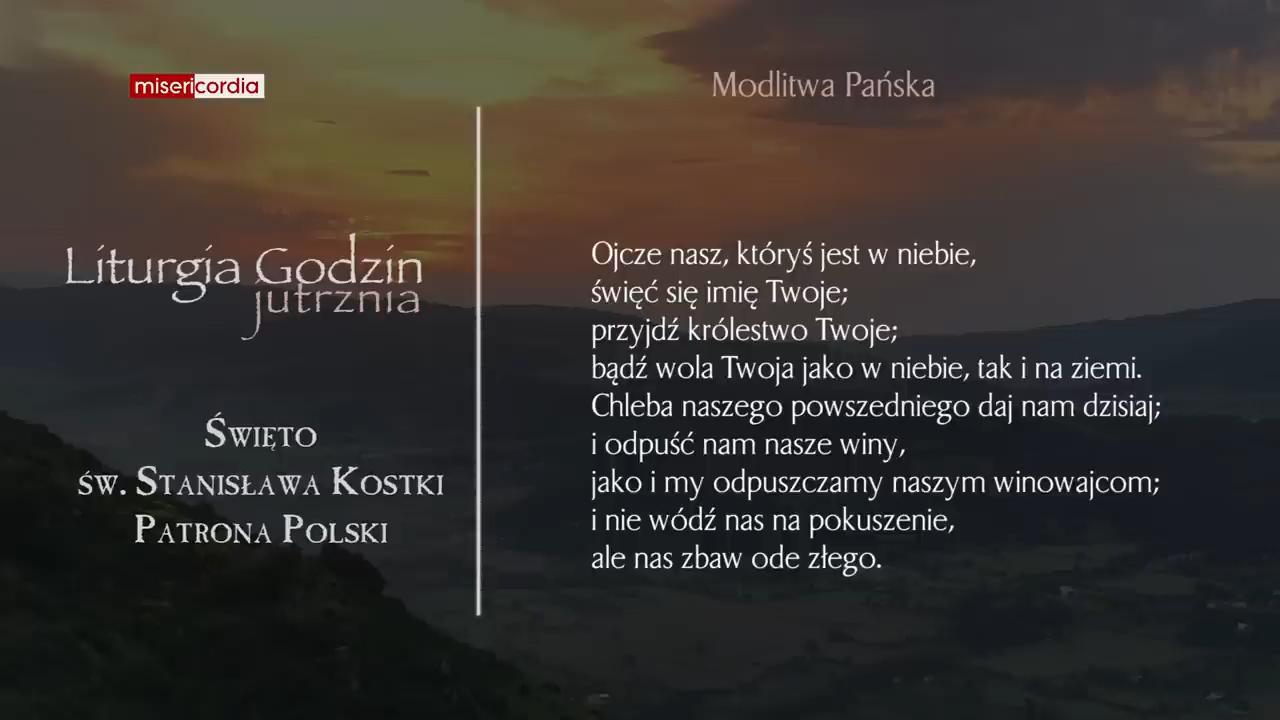 misericordia
Liturgia Godzin
jutrznia
Święto
św. Stanisława Kostki
Patrona Polski
Modlitwa Pańska
Ojcze nasz, któryś jest w niebie,
święć się imię Twoje;
przyjdź królestwo Twoje;
bądź wola Twoja jako w niebie, tak i na ziemi.
Chleba naszego powszedniego daj nam dzisiaj;
i odpuść nam nasze winy,
jako i my odpuszczamy naszym winowajcom;
i nie wódź nas na pokuszenie,
ale nas zbaw ode złego.